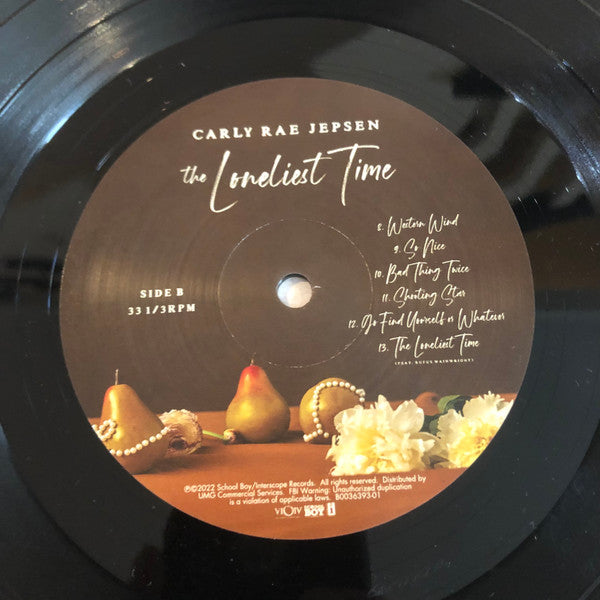 CARLY RAE JEPSEN
the Loneliest Time
8. Western Wind
9. So Nice
10. Bad Thing Twice
11. Shooting Star
12. Go Find Yourself or Whatever
13. The Loneliest Time
(FEAT. RUFUS WAINWRIGHT)
SIDE B
33 1/3 RPM
℗©2022 School Boy/Interscope Records. All rights reserved. Distributed by
UMG Commercial Services. FBI Warning: Unauthorized duplication
is a violation of applicable laws. B0036393-01
BOY